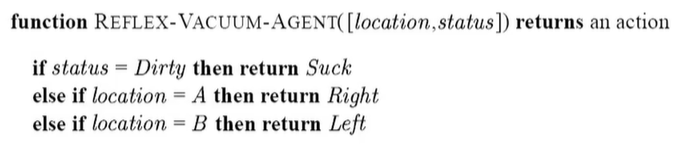 function REFLEX-VACUUM-AGENT([location,status]) returns an action
if status = Dirty then return Suck
else if location = A then return Right
else if location = B then return Left